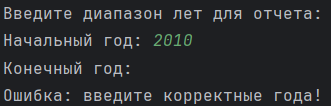 Введите диапазон лет для отчета:
Начальный год: 2010
Конечный год:
Ошибка: введите корректные года!